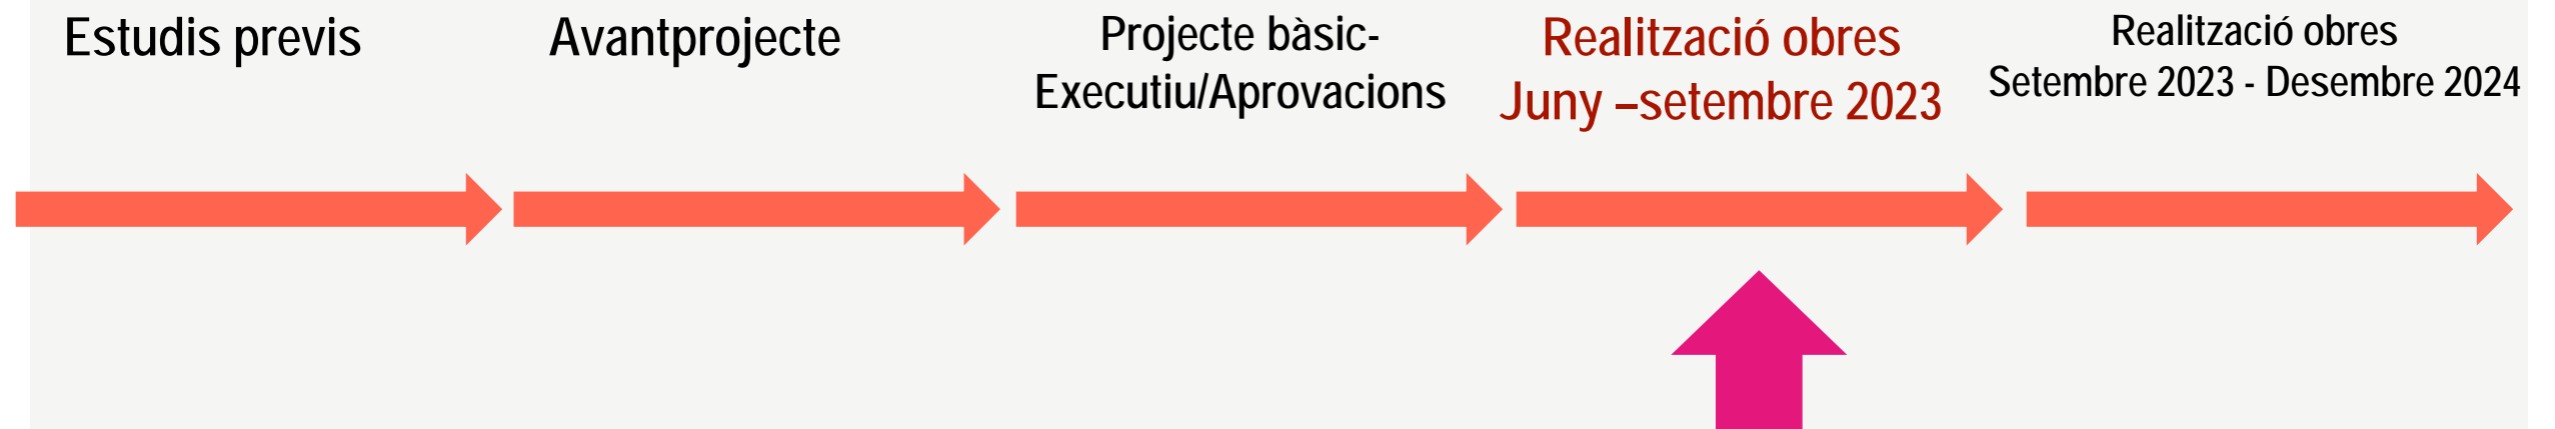 Estudis previs
Avantprojecte
Projecte bàsic-
Executiu/Aprovacions
Realització obres
Juny –setembre 2023
Realització obres
Setembre 2023 - Desembre 2024